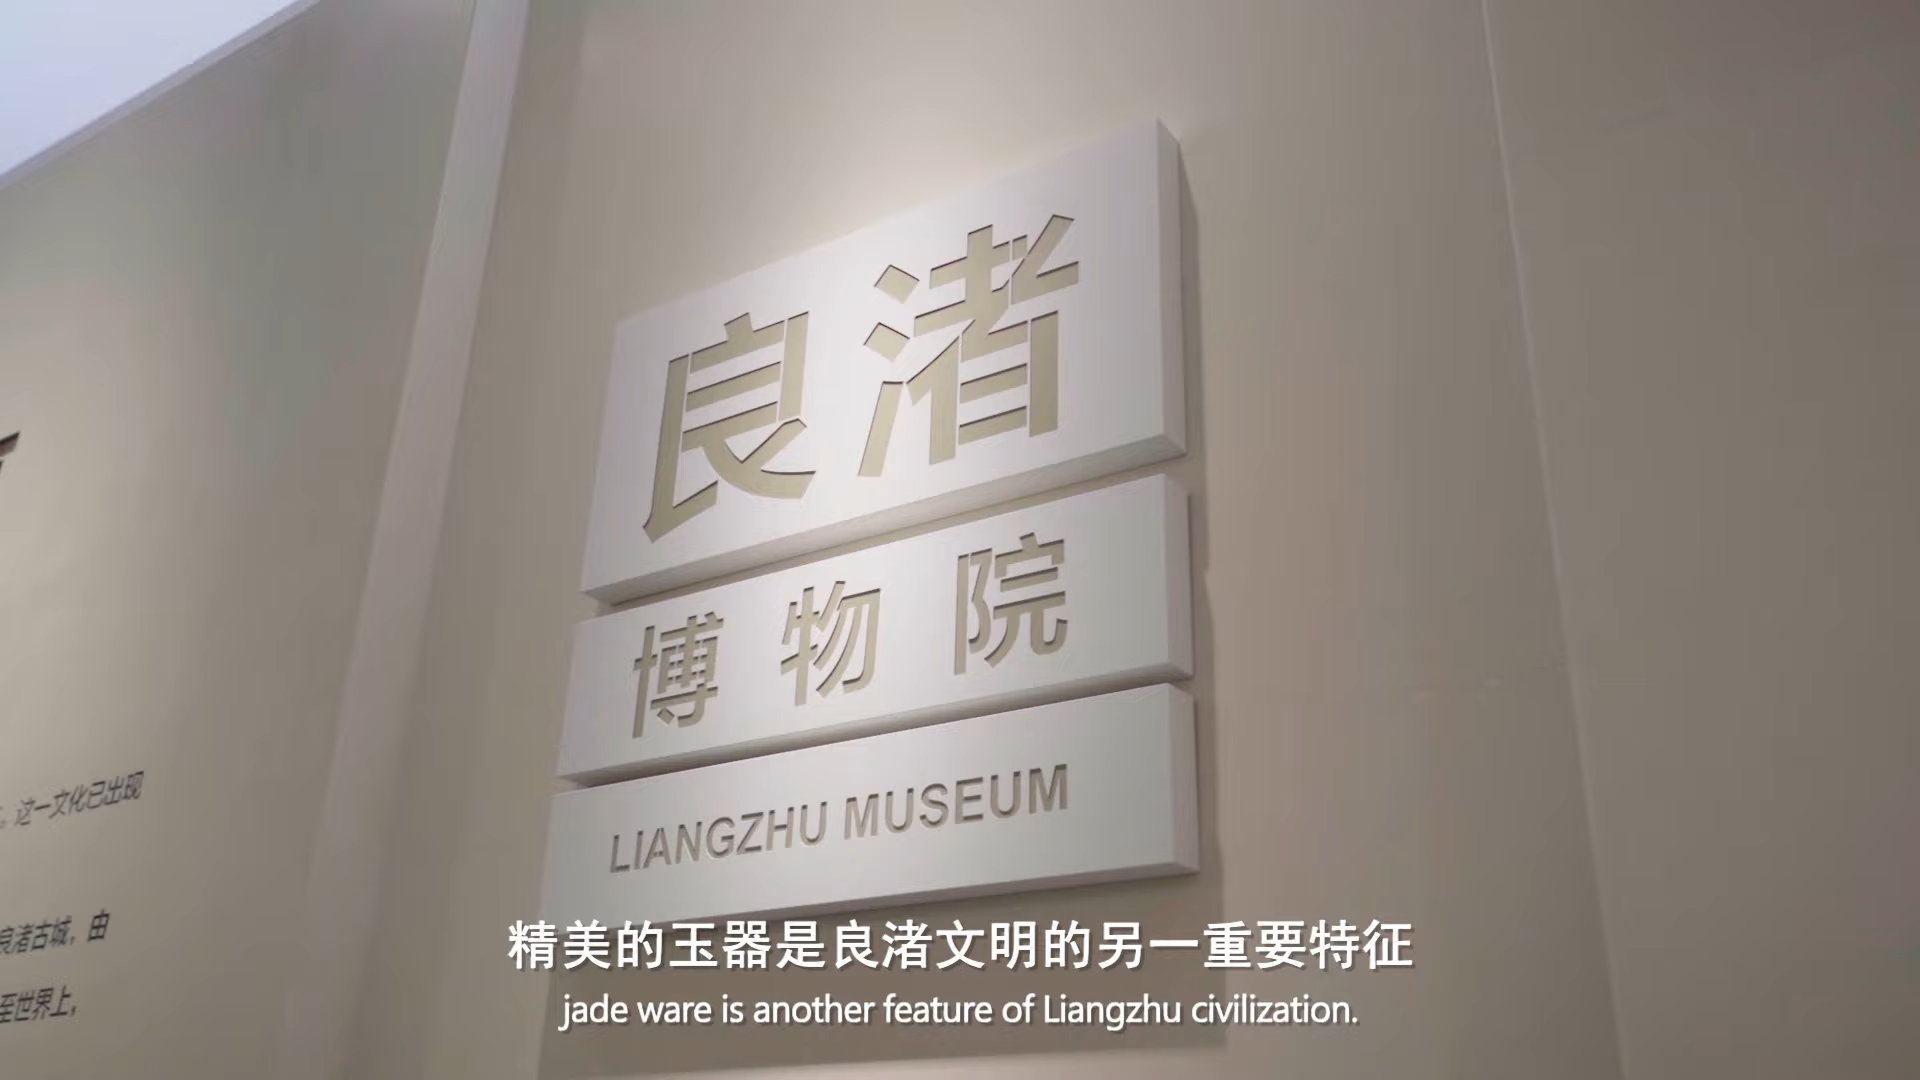 良渚
博物院
LIANGZHU MUSEUM
。这一文化已出现
良渚古城，由
至世界上，
精美的玉器是良渚文明的另一重要特征
jade ware is another feature of Liangzhu civilization.